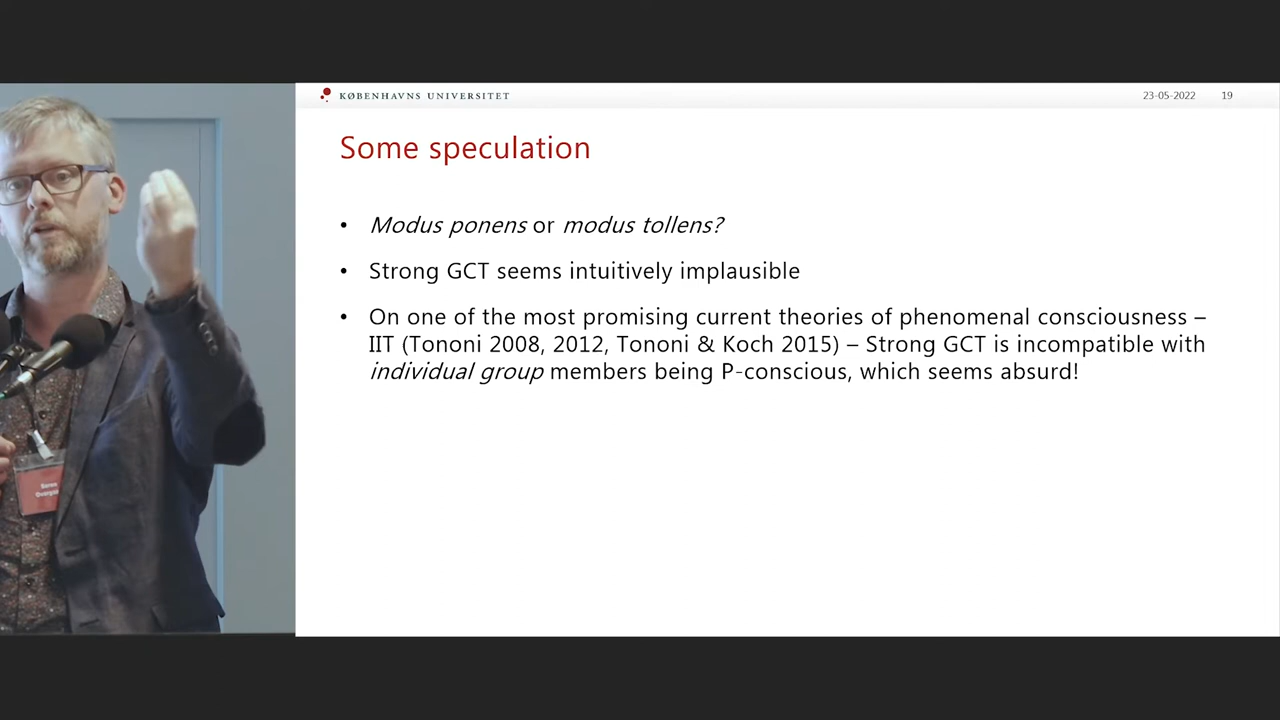 KØBENHAVNS UNIVERSITET
23-05-2022 19
Some speculation
• Modus ponens or modus tollens?
• Strong GCT seems intuitively implausible
• On one of the most promising current theories of phenomenal consciousness –
IIT (Tononi 2008, 2012, Tononi & Koch 2015) – Strong GCT is incompatible with
individual group members being P-conscious, which seems absurd!